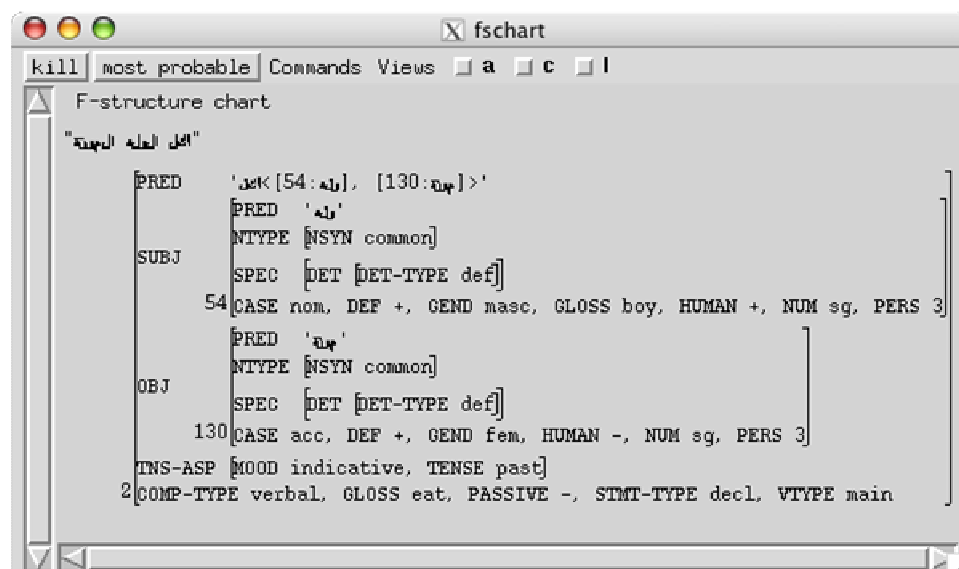 fschart
kill most probable Commands Views a c l
F-structure chart
"اكل الولد"
PRED 'اكل<[54:ولد], [130:]>'
PRED 'ولد'
NTYPE [NSYN common]
SUBJ
SPEC [DET [DET-TYPE def]]
54 CASE nom, DEF +, GEND masc, GLOSS boy, HUMAN +, NUM sg, PERS 3
PRED ' '
NTYPE [NSYN common]
OBJ
SPEC [DET [DET-TYPE def]]
130 CASE acc, DEF +, GEND fem, HUMAN -, NUM sg, PERS 3
TNS-ASP [MOOD indicative, TENSE past]
2 COMP-TYPE verbal, GLOSS eat, PASSIVE -, STMT-TYPE decl, VTYPE main